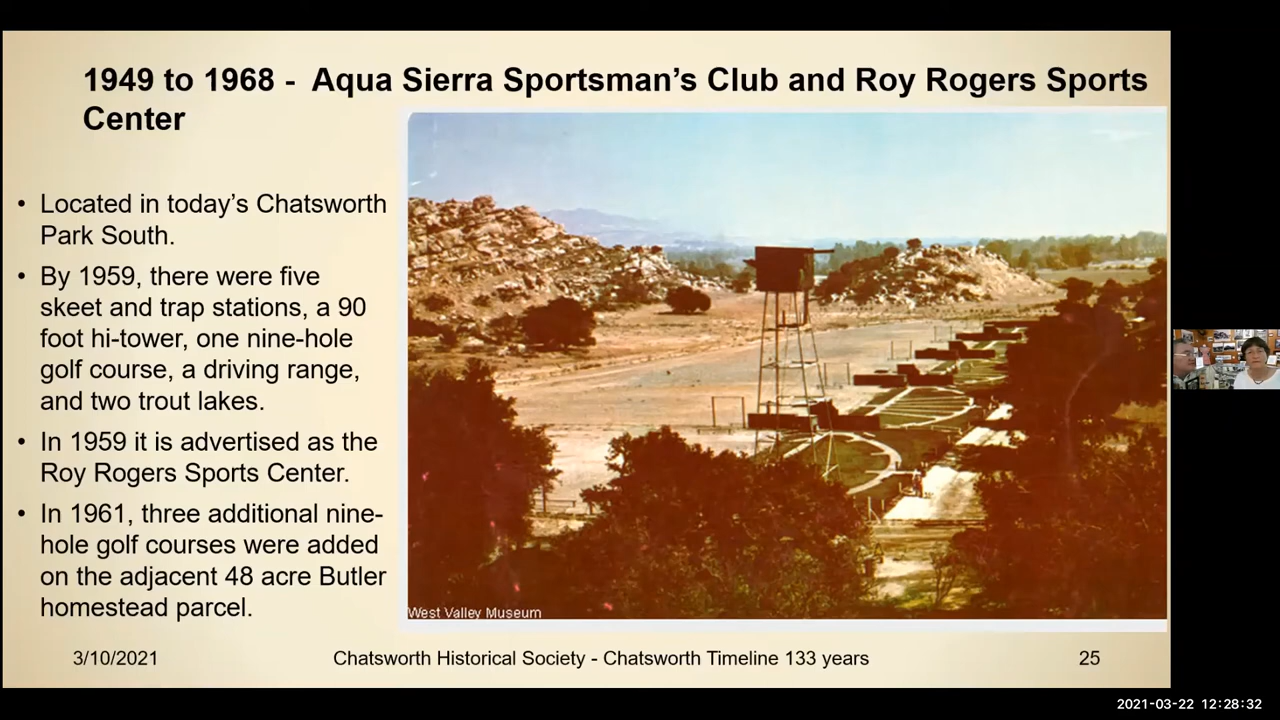 1949 to 1968 -  Aqua Sierra Sportsman’s Club and Roy Rogers Sports
Center
• Located in today’s Chatsworth
Park South.
• By 1959, there were five
skeet and trap stations, a 90
foot hi-tower, one nine-hole
golf course, a driving range,
and two trout lakes.
• In 1959 it is advertised as the
Roy Rogers Sports Center.
• In 1961, three additional nine-
hole golf courses were added
on the adjacent 48 acre Butler
homestead parcel.
West Valley Museum
3/10/2021
Chatsworth Historical Society - Chatsworth Timeline 133 years
25
2021-03-22 12:28:32